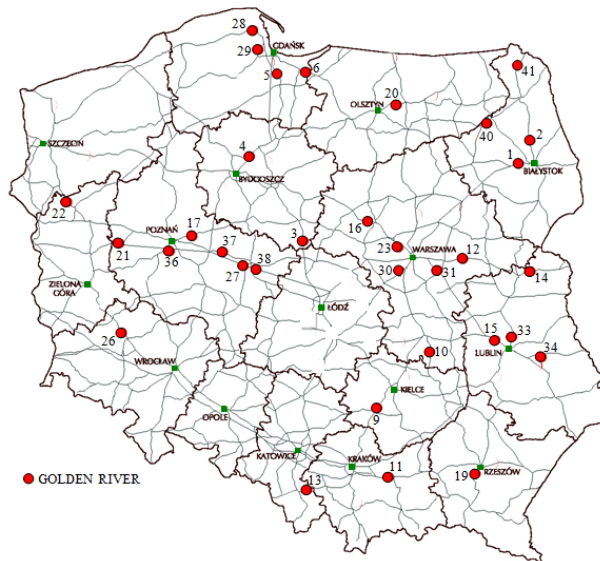 28
GDAŃSK
29
5
6
41
20
OLSZTYN
40
2
SZCZECIN
4
1
BIAŁYSTOK
BYDGOSZCZ
22
16
17
POZNAŃ
3
23
WARSZAWA
12
21
36
37
27
38
30
31
14
ZIELONA
GÓRA
ŁÓDŹ
26
15
33
LUBLIN
34
10
WROCŁAW
KIELCE
OPOLE
9
KATOWICE
KRAKÓW
11
RZESZÓW
19
13
GOLDEN RIVER